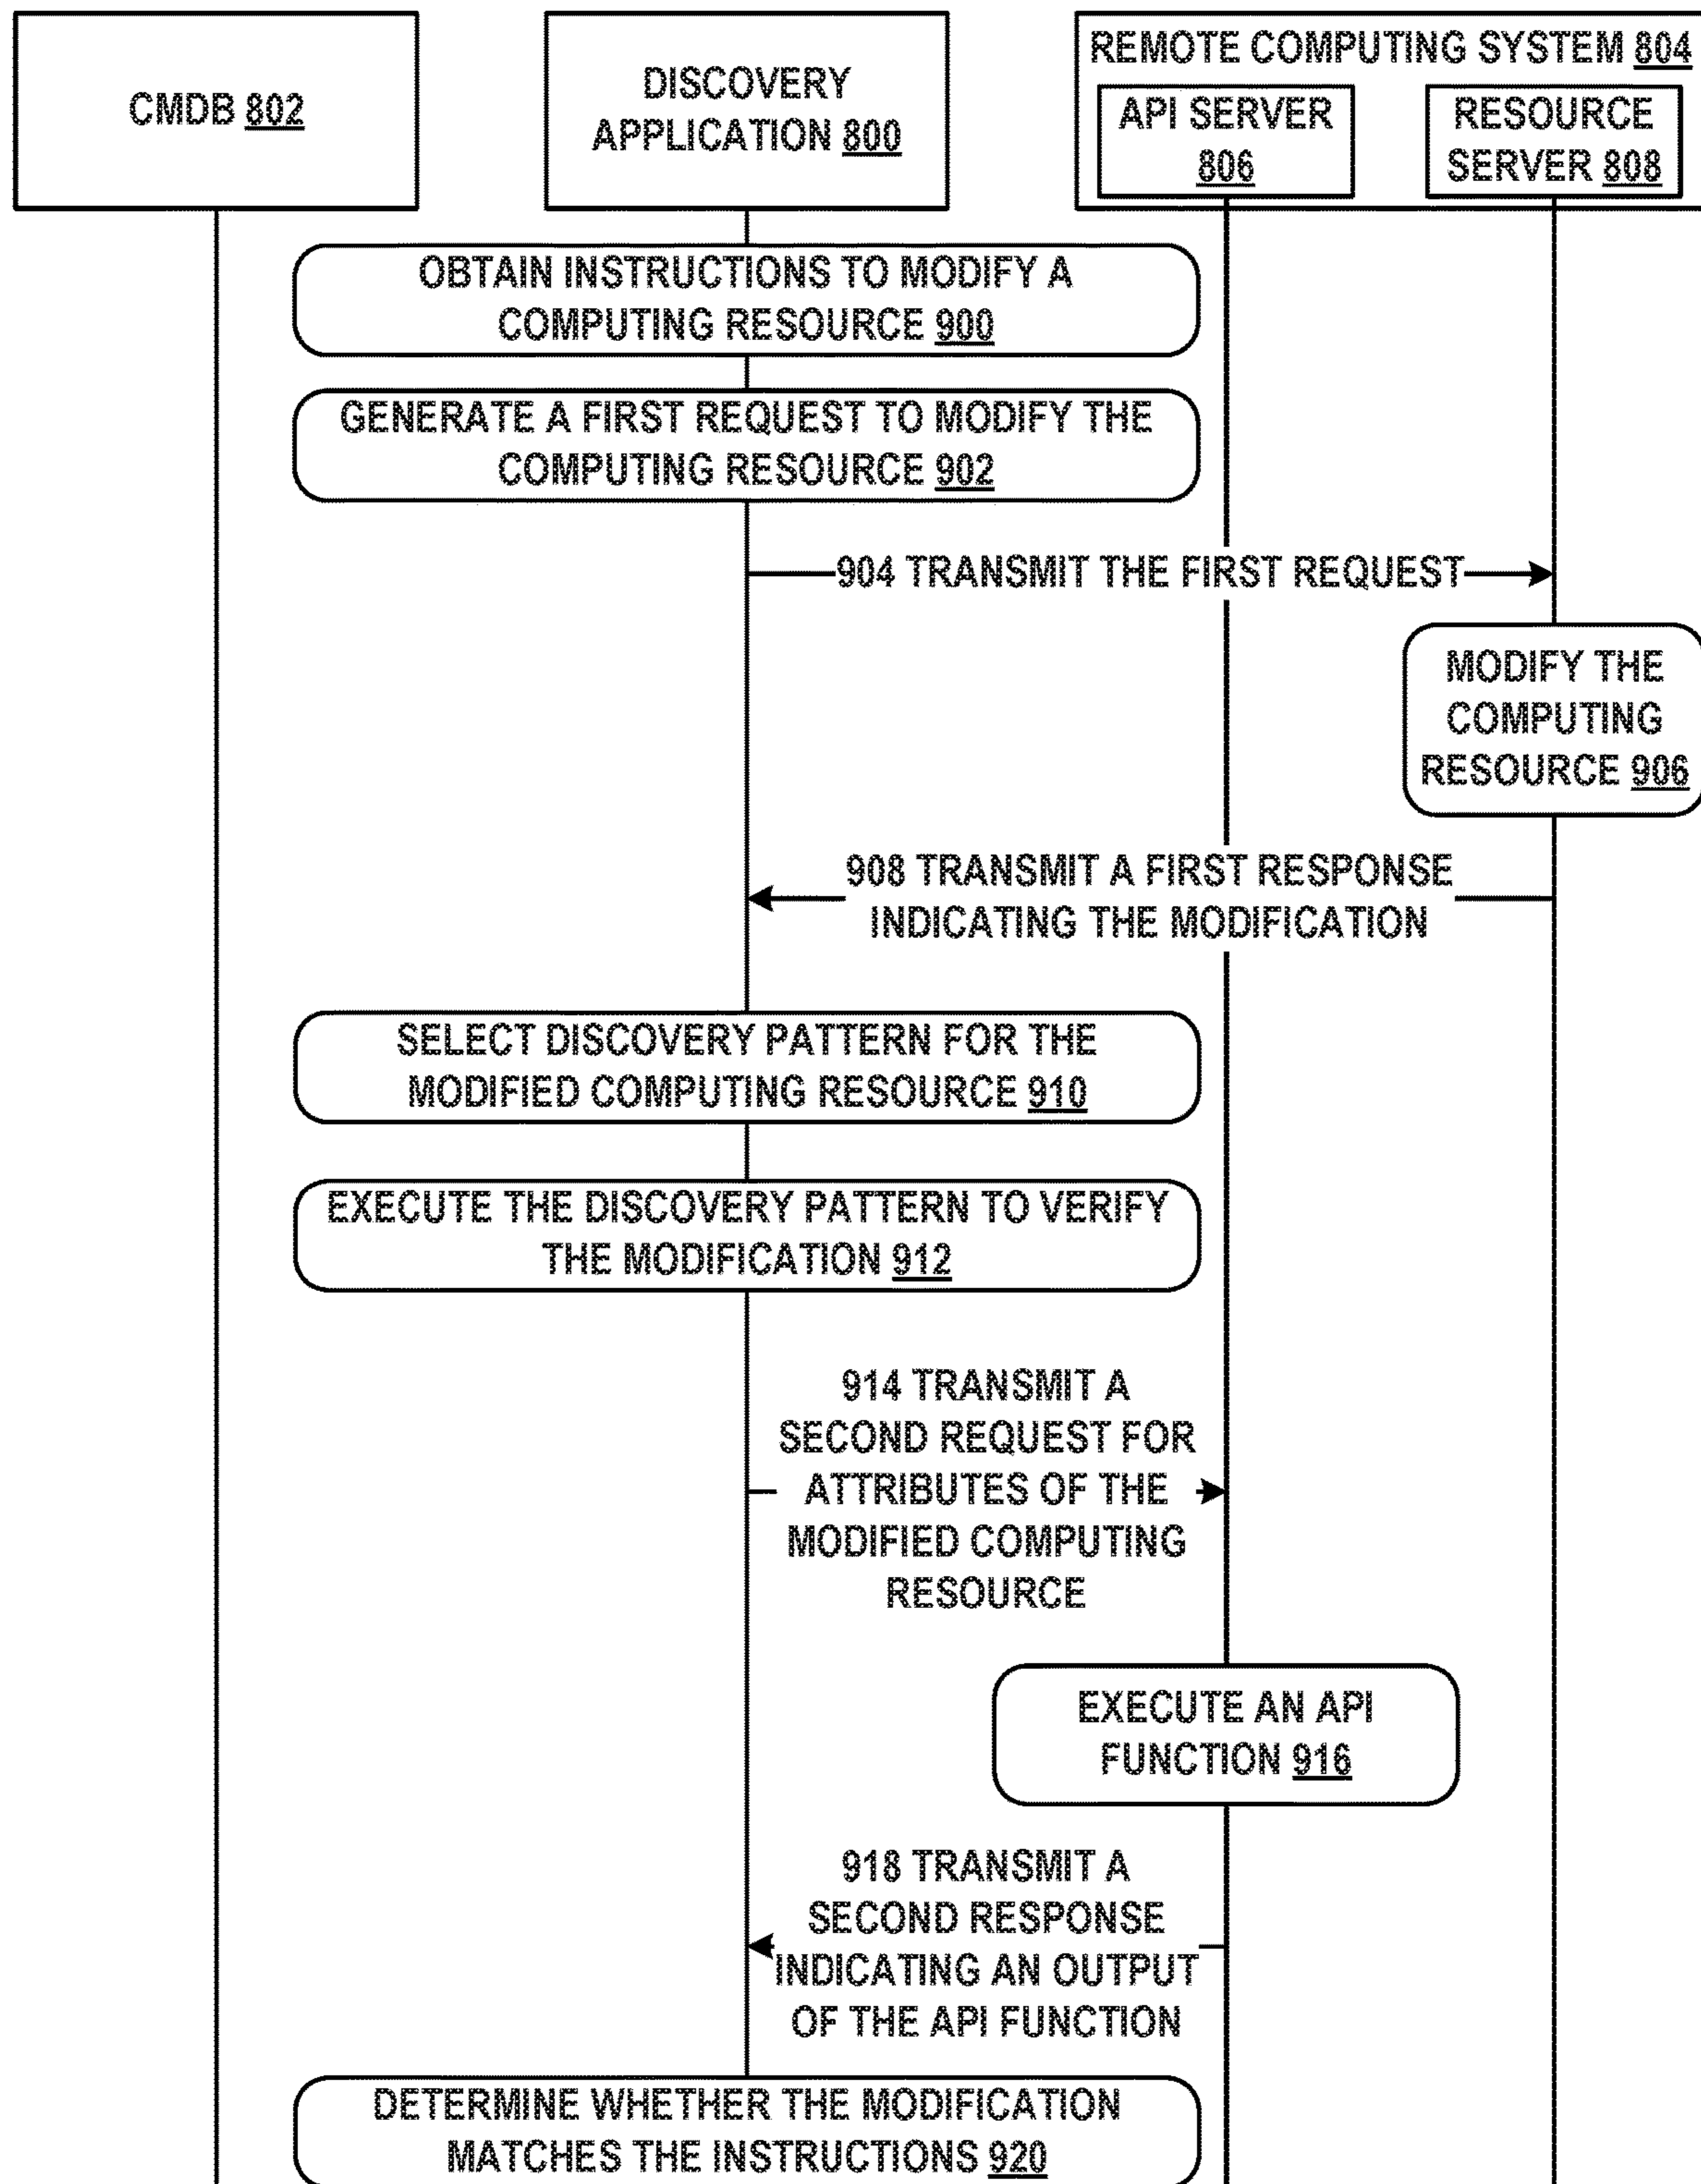 CMDB 802
DISCOVERY
APPLICATION 800
REMOTE COMPUTING SYSTEM 804
API SERVER
806
RESOURCE
SERVER 808
OBTAIN INSTRUCTIONS TO MODIFY A
COMPUTING RESOURCE 900
GENERATE A FIRST REQUEST TO MODIFY THE
COMPUTING RESOURCE 902
904 TRANSMIT THE FIRST REQUEST
MODIFY THE
COMPUTING
RESOURCE 906
908 TRANSMIT A FIRST RESPONSE
INDICATING THE MODIFICATION
SELECT DISCOVERY PATTERN FOR THE
MODIFIED COMPUTING RESOURCE 910
EXECUTE THE DISCOVERY PATTERN TO VERIFY
THE MODIFICATION 912
914 TRANSMIT A
SECOND REQUEST FOR
ATTRIBUTES OF THE
MODIFIED COMPUTING
RESOURCE
EXECUTE AN API
FUNCTION 916
918 TRANSMIT A
SECOND RESPONSE
INDICATING AN OUTPUT
OF THE API FUNCTION
DETERMINE WHETHER THE MODIFICATION
MATCHES THE INSTRUCTIONS 920